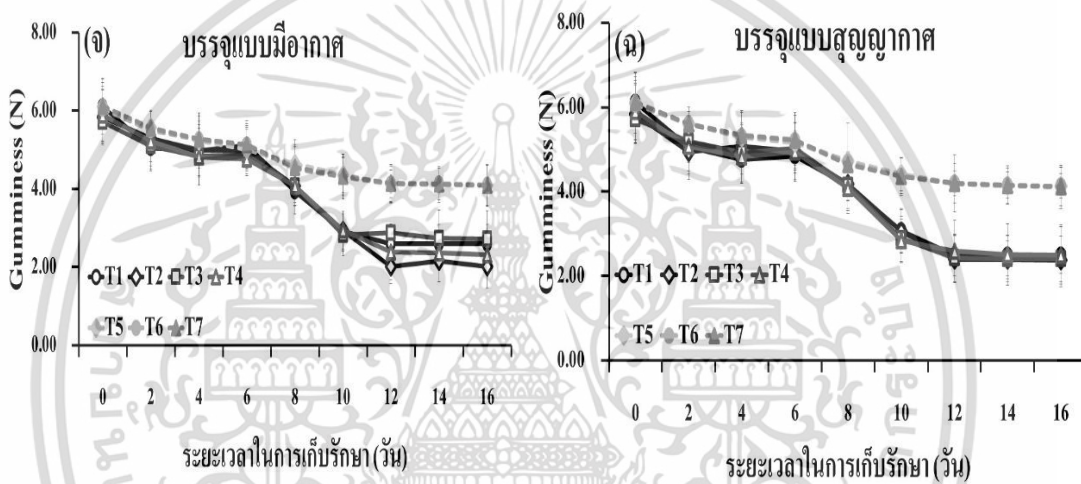 (จ) บรรจุแบบมีอากาศ
8.00
6.00
4.00
2.00
0.00
Gumminess (N)
T1 T2 T3 T4
T5 T6 T7
0 2 4 6 8 10 12 14 16
ระยะเวลาในการเก็บรักษา (วัน)
(ฉ) บรรจุแบบสุญญากาศ
8.00
6.00
4.00
2.00
0.00
Gumminess (N)
T1 T2 T3 T4
T5 T6 T7
0 2 4 6 8 10 12 14 16
ระยะเวลาในการเก็บรักษา (วัน)